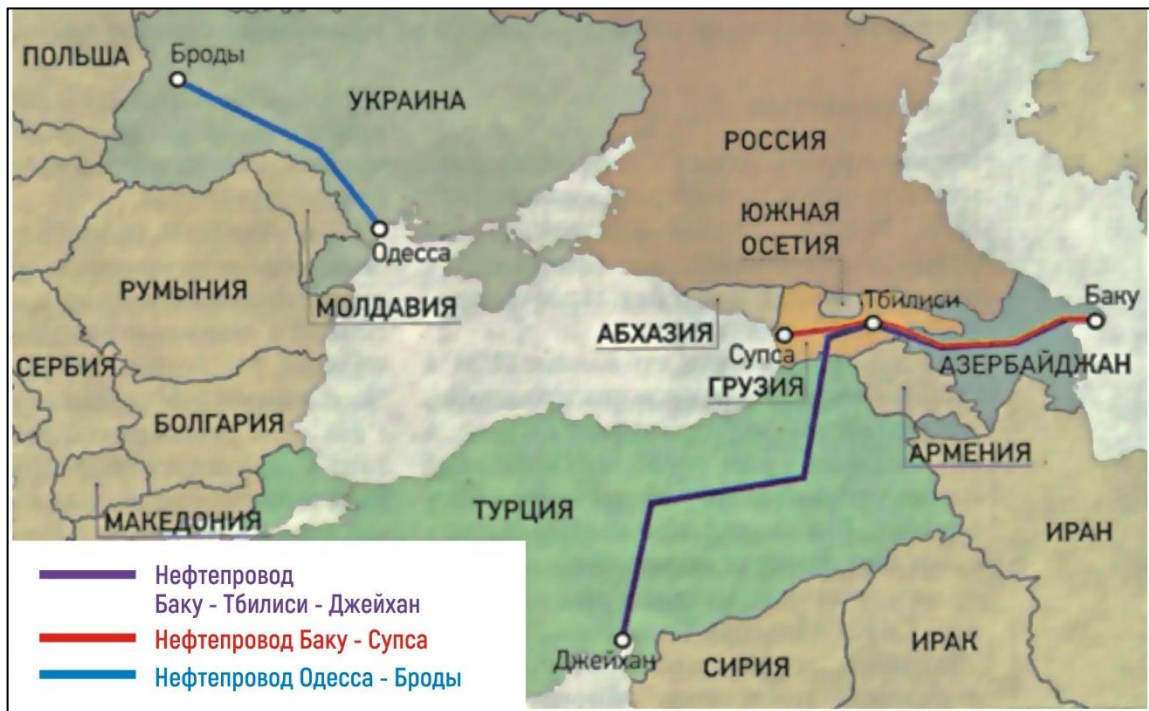 Броды
ПОЛЬША
УКРАИНА
РОССИЯ
ЮЖНАЯ
ОСЕТИЯ
Одесса
РУМЫНИЯ
МОЛДАВИЯ
Тбилиси
Баку
АБХАЗИЯ
Супса
ГРУЗИЯ
АЗЕРБАЙДЖАН
СЕРБИЯ
БОЛГАРИЯ
АРМЕНИЯ
МАКЕДОНИЯ
ТУРЦИЯ
ИРАН
ИРАК
Джейхан
СИРИЯ
Нефтепровод
Баку - Тбилиси - Джейхан
Нефтепровод Баку - Супса
Нефтепровод Одесса - Броды